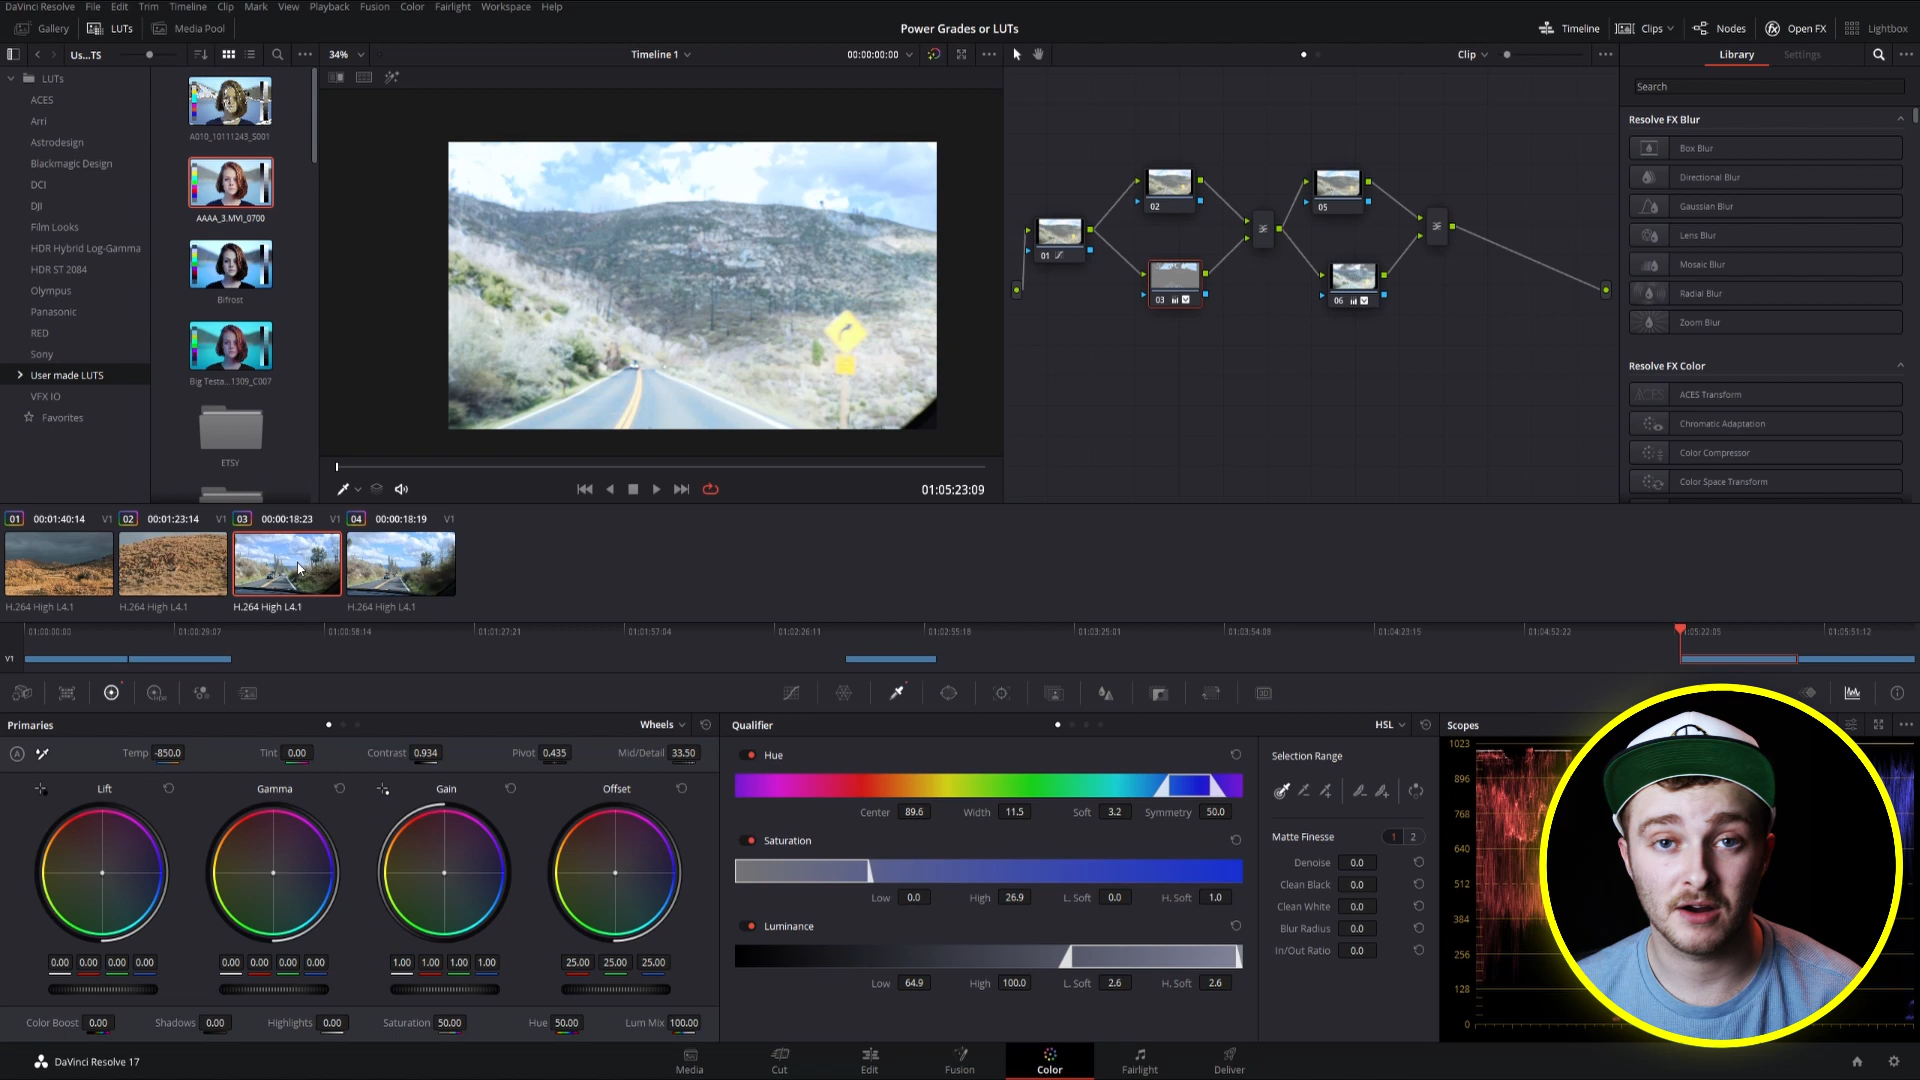 DaVinci Resolve File Edit Trim Timeline Clip Mark View Playback Fusion Color Fairlight Workspace Help
Gallery LUTs Media Pool Power Grades or LUTs Timeline Clips Nodes Open FX Lightbox
Us...TS 34% Timeline 1 00:00:00:00 Clip Library Settings
Search
LUTs
ACES
Arri
Astrodesign
Blackmagic Design
DCI
DJI
Film Looks
HDR Hybrid Log-Gamma
HDR ST 2084
Olympus
Panasonic
RED
Sony
User made LUTS
VFX IO
Favorites
A010_10111243_S001
AAAA_3.MVI_0700
Bifrost
Big Testa...1309_C007
ETSY
01:05:23:09
01
02
03
05
06
Resolve FX Blur
Box Blur
Directional Blur
Gaussian Blur
Lens Blur
Mosaic Blur
Radial Blur
Zoom Blur
Resolve FX Color
ACES Transform
Chromatic Adaptation
Color Compressor
Color Space Transform
01 00:01:40:14 V1 02 00:01:23:14 V1 03 00:00:18:23 V1 04 00:00:18:19 V1
H.264 High L4.1 H.264 High L4.1 H.264 High L4.1 H.264 High L4.1
01:00:00:00 01:00:29:07 01:00:58:14 01:01:27:21 01:01:57:04 01:02:26:11 01:02:55:18 01:03:25:01 01:03:54:08 01:04:23:15 01:04:52:22 1:05:22:05 01:05:51:12
V1
Primaries Wheels Qualifier HSL Scopes
A Temp -850.0 Tint 0.00 Contrast 0.934 Pivot 0.435 Mid/Detail 33.50
Lift Gamma Gain Offset
0.00 0.00 0.00 0.00 0.00 0.00 0.00 0.00 1.00 1.00 1.00 1.00 25.00 25.00 25.00
Color Boost 0.00 Shadows 0.00 Highlights 0.00 Saturation 50.00 Hue 50.00 Lum Mix 100.00
Hue
Center 89.6 Width 11.5 Soft 3.2 Symmetry 50.0
Saturation
Low 0.0 High 26.9 L. Soft 0.0 H. Soft 1.0
Luminance
Low 64.9 High 100.0 L. Soft 2.6 H. Soft 2.6
Selection Range
Matte Finesse 1 2
Denoise 0.0
Clean Black 0.0
Clean White 0.0
Blur Radius 0.0
In/Out Ratio 0.0
1023
896
768
640
512
384
256
128
0
DaVinci Resolve 17 Media Cut Edit Fusion Color Fairlight Deliver